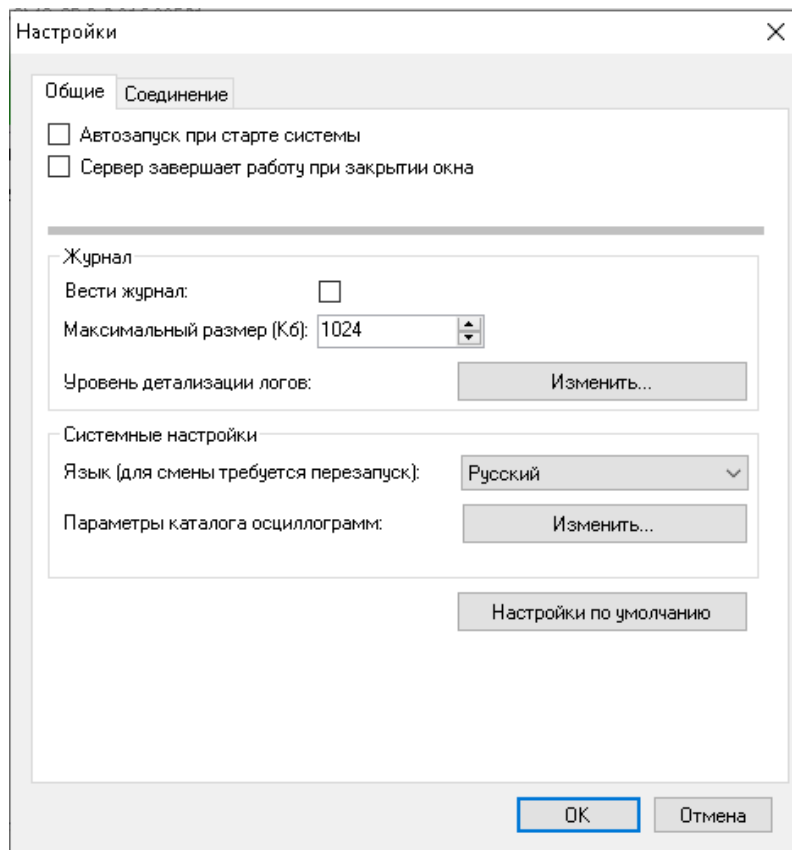 Настройки
Общие Соединение
Автозапуск при старте системы
Сервер завершает работу при закрытии окна
Журнал
Вести журнал:
Максимальный размер (Кб): 1024
Уровень детализации логов: Изменить...
Системные настройки
Язык (для смены требуется перезапуск): Русский
Параметры каталога осциллограмм: Изменить...
Настройки по умолчанию
OK Отмена